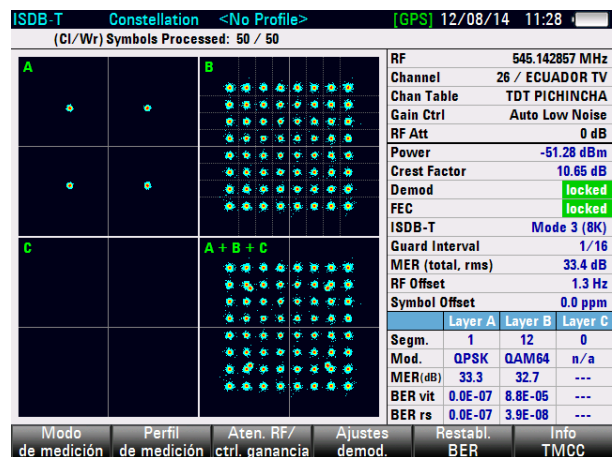 ISDB-T Constellation <No Profile> [GPS] 12/08/14 11:28
(Cl/Wr) Symbols Processed: 50 / 50
A
B
C
A + B + C
RF 545.142857 MHz
Channel 26 / ECUADOR TV
Chan Table TDT PICHINCHA
Gain Ctrl Auto Low Noise
RF Att 0 dB
Power -51.28 dBm
Crest Factor 10.65 dB
Demod locked
FEC locked
ISDB-T Mode 3 (8K)
Guard Interval 1/16
MER (total, rms) 33.4 dB
RF Offset 1.3 Hz
Symbol Offset 0.0 ppm
Layer A Layer B Layer C
Segm. 1 12 0
Mod. QPSK QAM64 n/a
MER(dB) 33.3 32.7 ---
BER vit 0.0E-07 8.8E-05 ---
BER rs 0.0E-07 3.9E-08 ---
Modo Perfil Aten. RF/ Ajustes Restabl. Info
de medición de medición ctrl. ganancia demod. BER TMCC